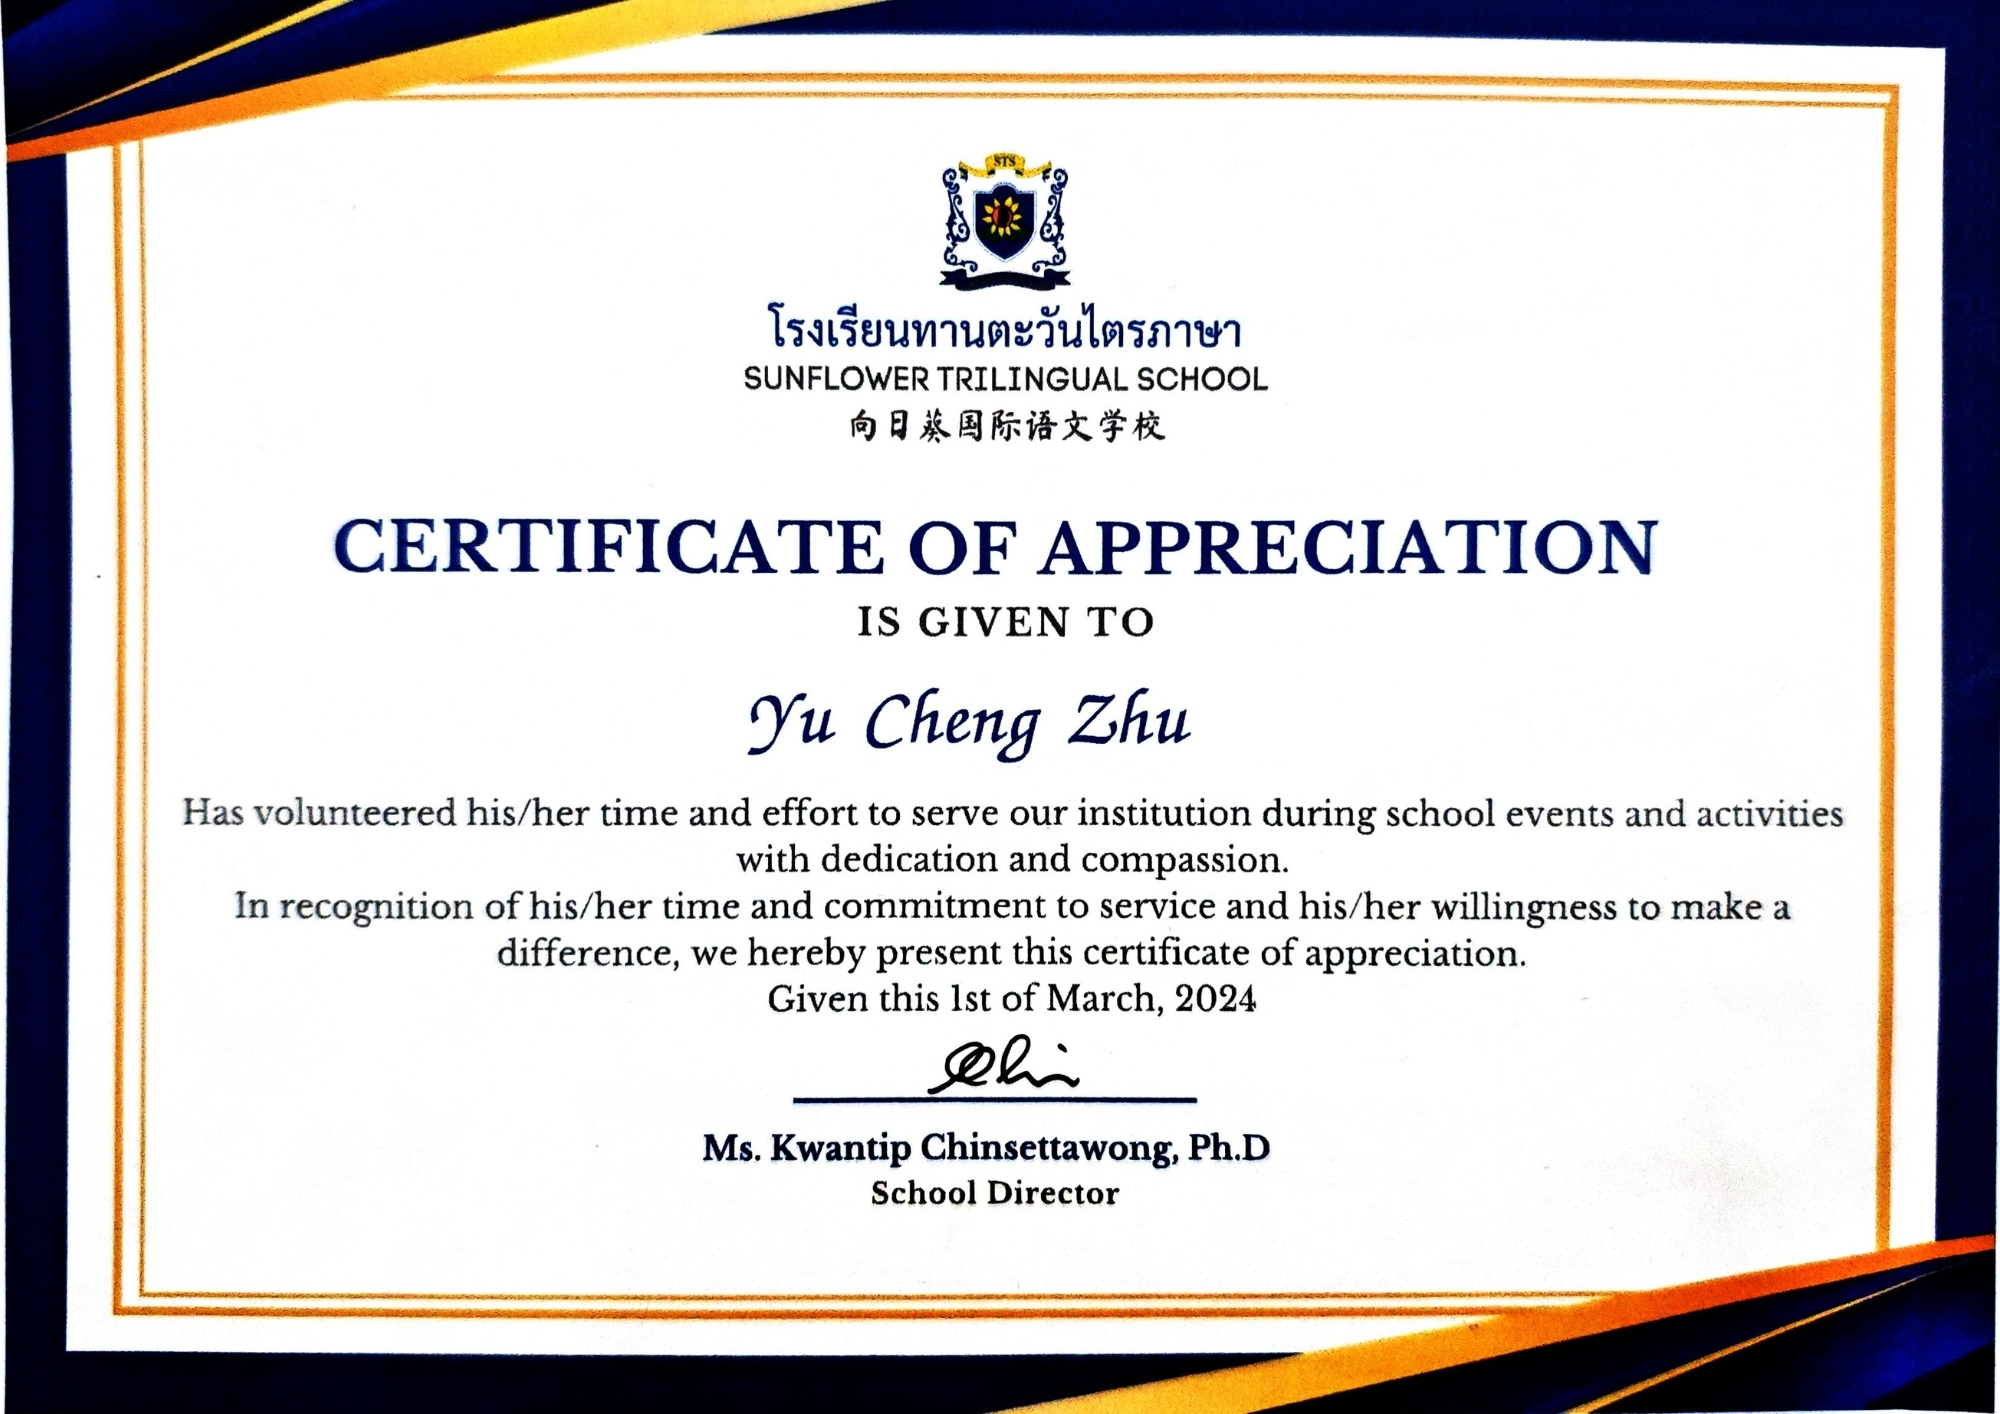 STS
โรงเรียนทานตะวันไตรภาษา
SUNFLOWER TRILINGUAL SCHOOL
向日葵国际语文学校
CERTIFICATE OF APPRECIATION
IS GIVEN TO
Yu Cheng Zhu
Has volunteered his/her time and effort to serve our institution during school events and activities
with dedication and compassion.
In recognition of his/her time and commitment to service and his/her willingness to make a
difference, we hereby present this certificate of appreciation.
Given this 1st of March, 2024
Ms. Kwantip Chinsettawong, Ph.D
School Director